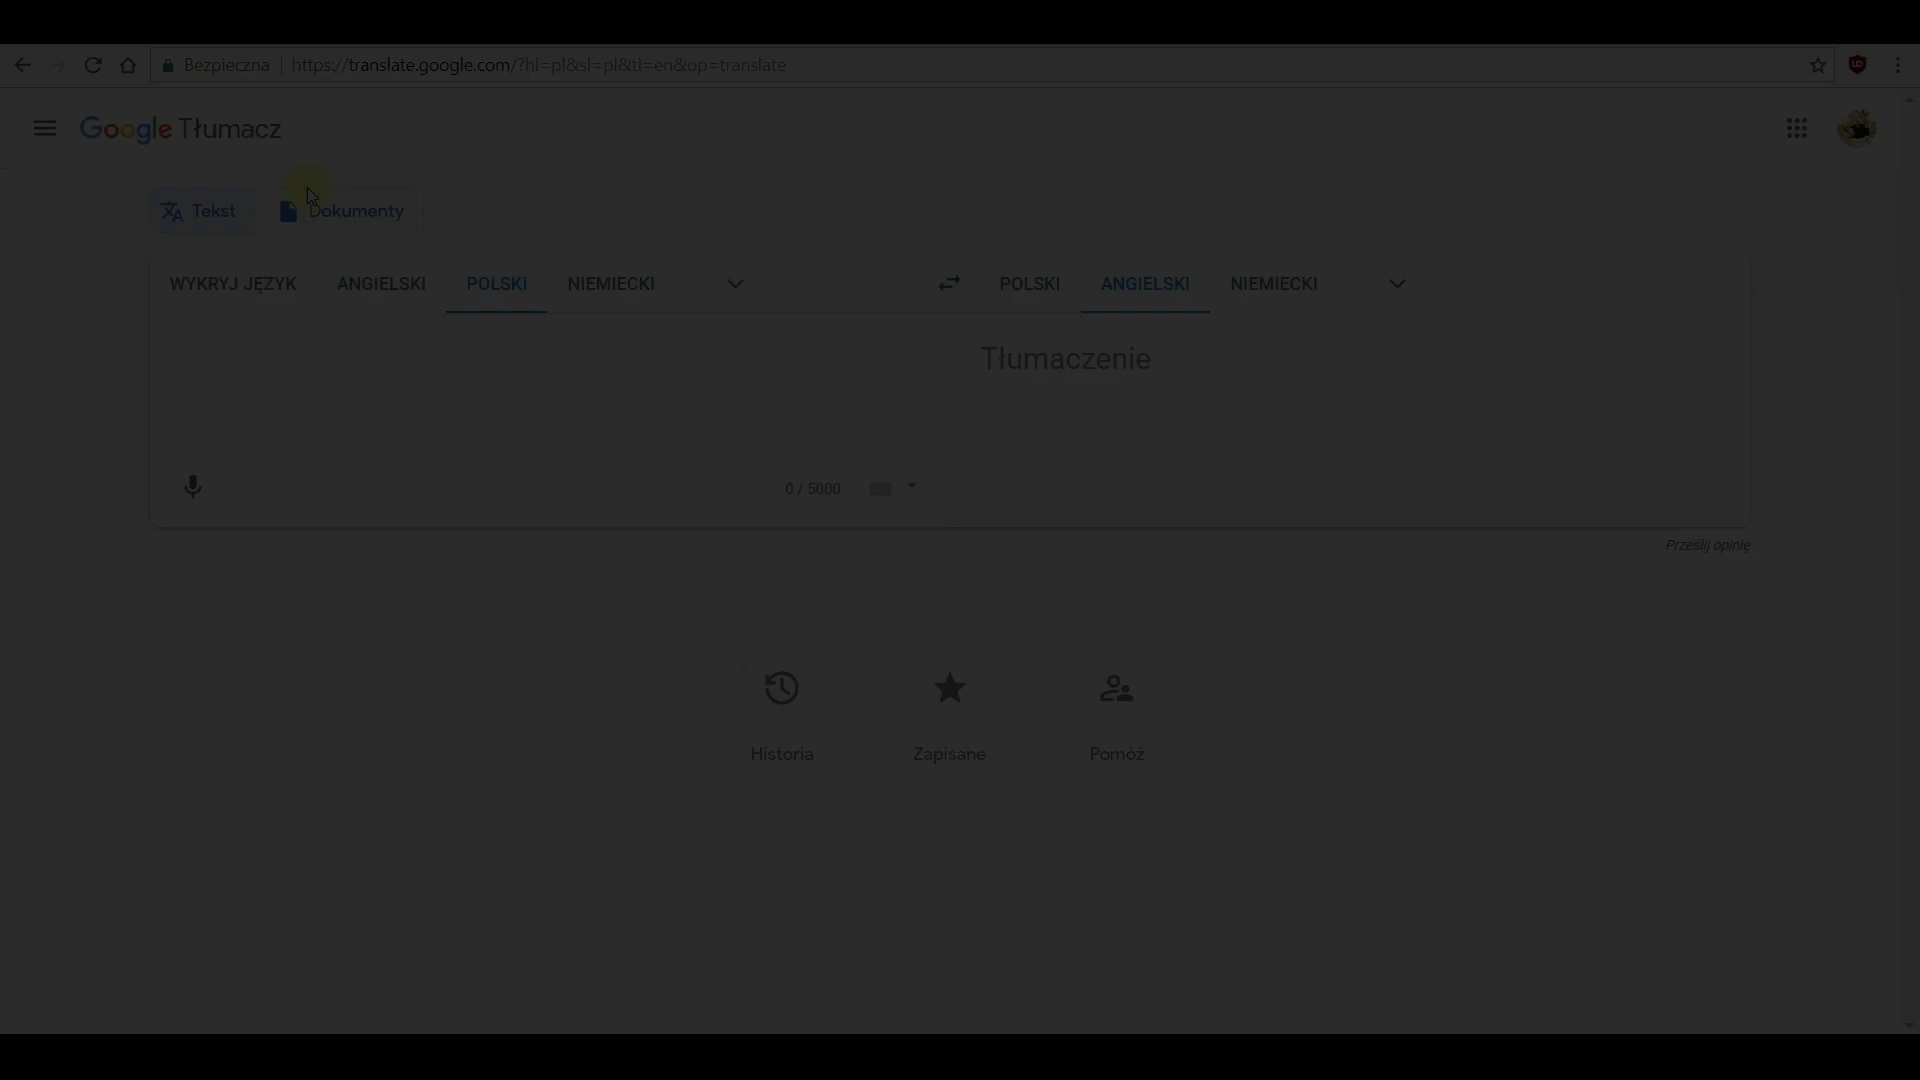 Bezpieczna https://translate.google.com/?hl=pl&sl=pl&tl=en&op=translate
Google Tłumacz
Tekst Dokumenty
WYKRYJ JĘZYK ANGIELSKI POLSKI NIEMIECKI POLSKI ANGIELSKI NIEMIECKI
Tłumaczenie
0 / 5000
Prześlij opinię
Historia Zapisane Pomóż